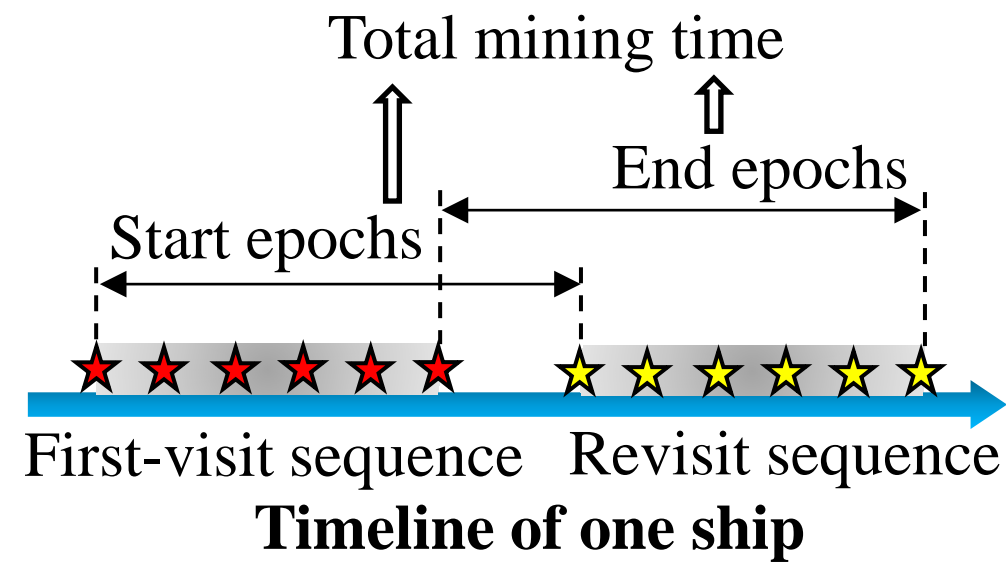 Total mining time
End epochs
Start epochs
First-visit sequence
Revisit sequence
Timeline of one ship